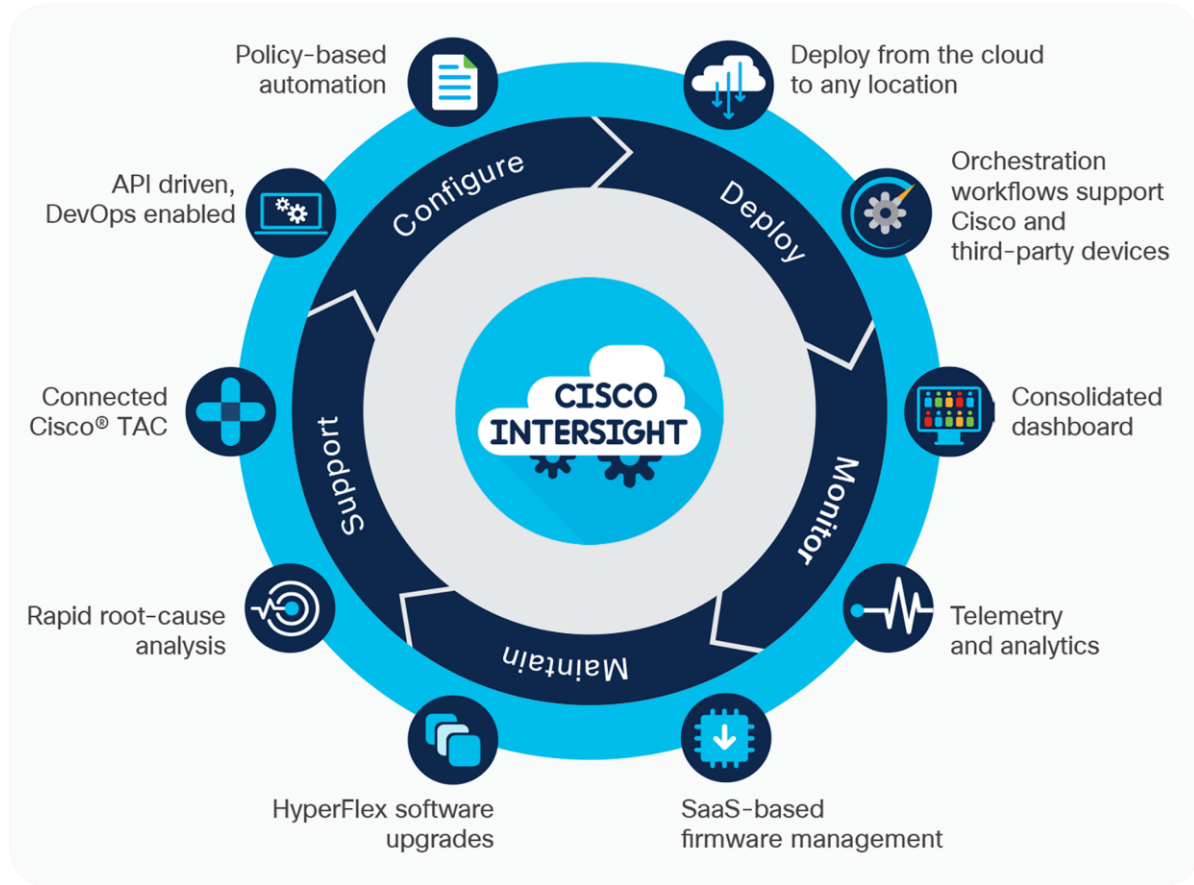 Policy-based
automation
Deploy from the cloud
to any location
API driven,
DevOps enabled
Orchestration
workflows support
Cisco and
third-party devices
Configure
Deploy
Connected
Cisco® TAC
CISCO
INTERSIGHT
Consolidated
dashboard
Support
Monitor
Rapid root-cause
analysis
Telemetry
and analytics
Maintain
HyperFlex software
upgrades
SaaS-based
firmware management